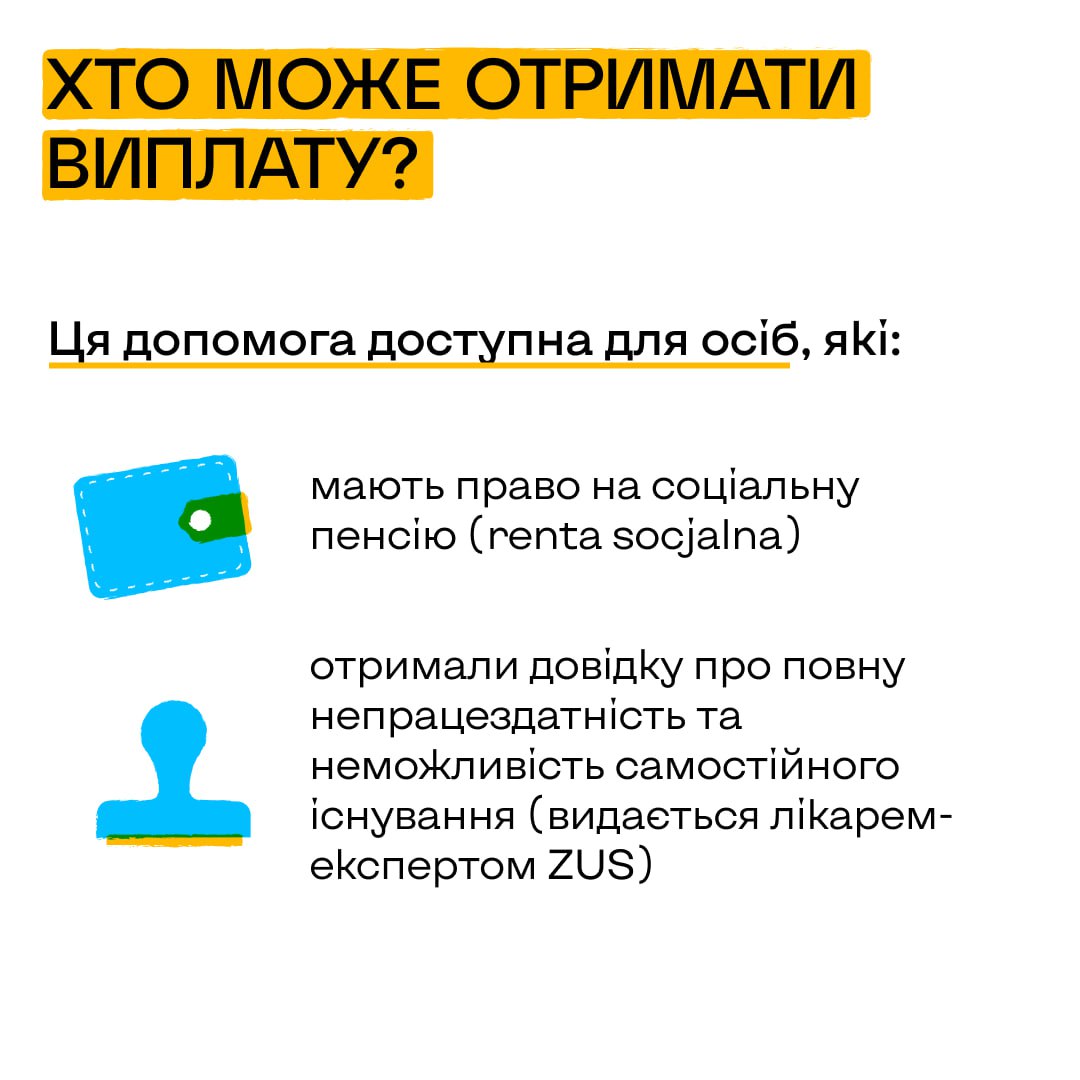 ХТО МОЖЕ ОТРИМАТИ
ВИПЛАТУ?
Ця допомога доступна для осіб, які:
мають право на соціальну
пенсію (renta socjalna)
отримали довідку про повну
непрацездатність та
неможливість самостійного
існування (видається лікарем-
експертом ZUS)